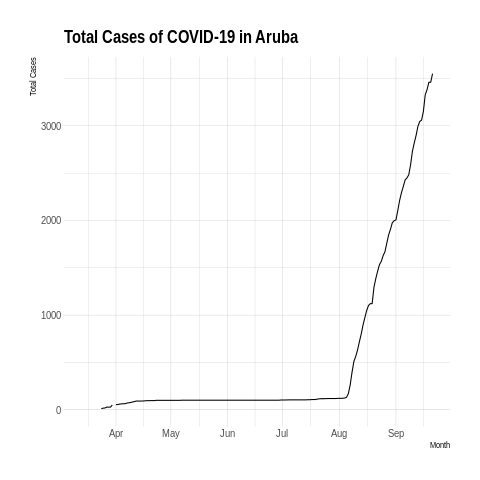 Total Cases of COVID-19 in Aruba
Total Cases
3000
2000
1000
0
Apr May Jun Jul Aug Sep
Month